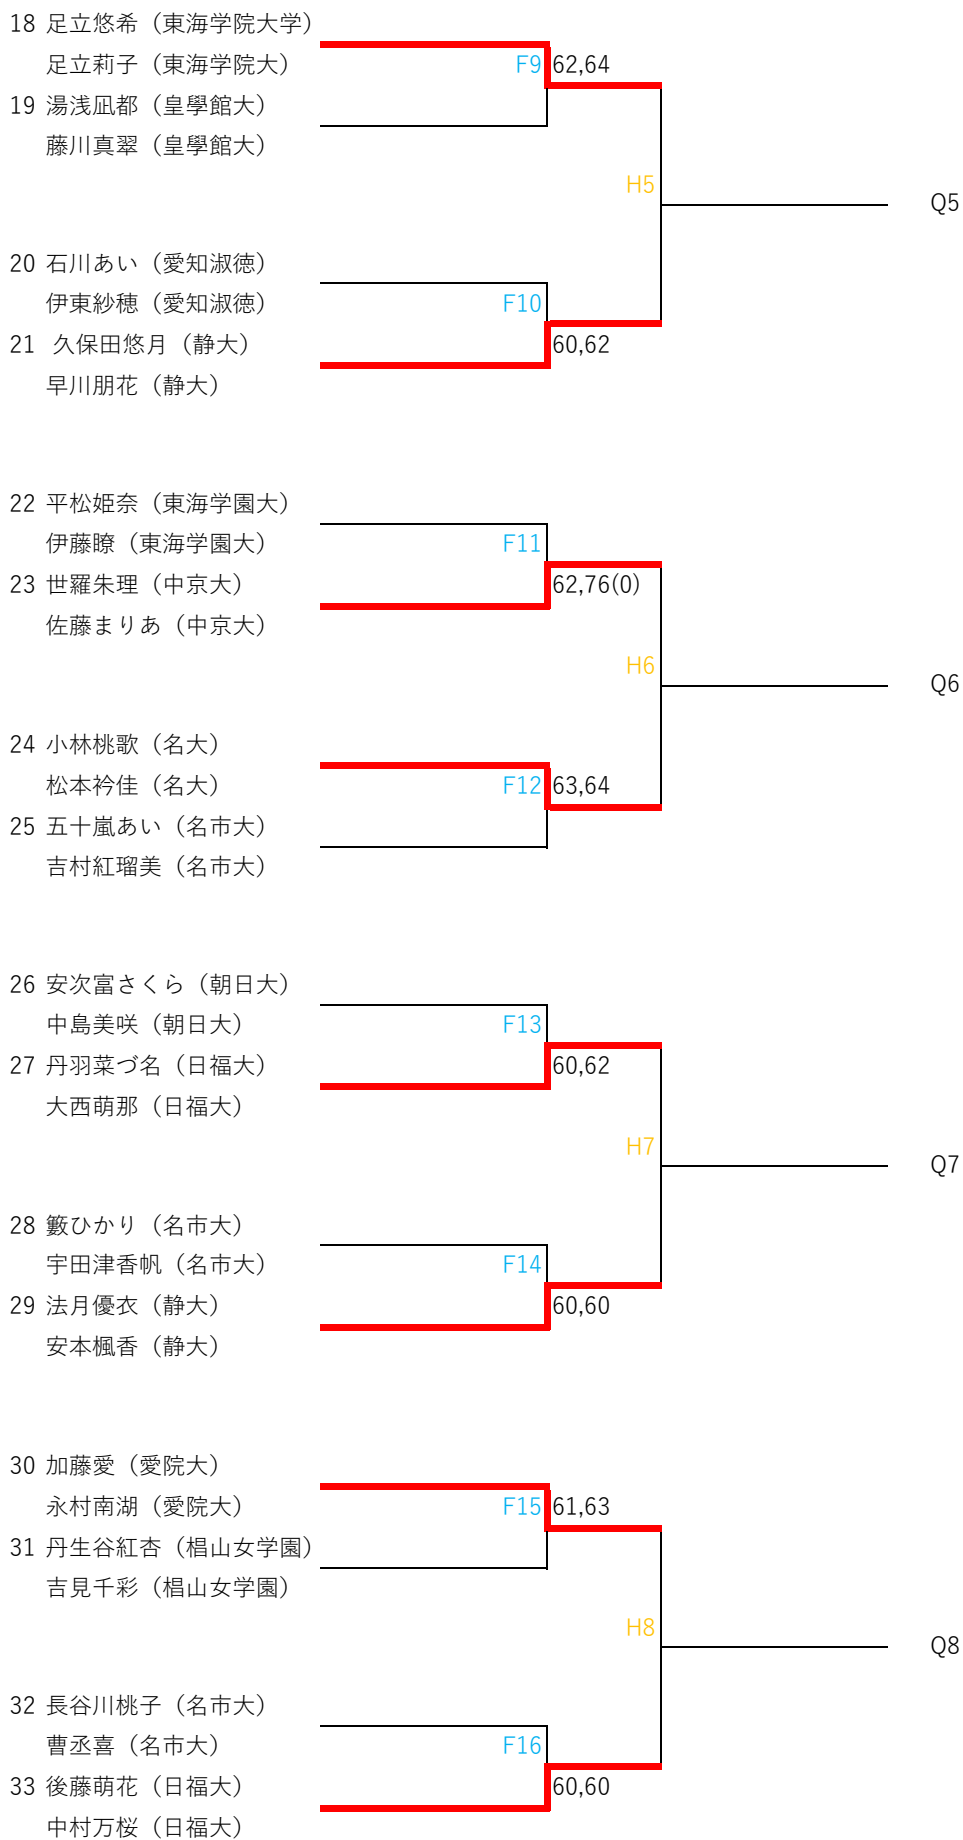 18 足立悠希（東海学院大学）
足立莉子（東海学院大） F9 62,64
19 湯浅凪都（皇學館大）
藤川真翠（皇學館大）
H5 Q5
20 石川あい（愛知淑徳）
伊東紗穂（愛知淑徳） F10
21 久保田悠月（静大） 60,62
早川朋花（静大）
22 平松姫奈（東海学園大）
伊藤瞭（東海学園大） F11
23 世羅朱理（中京大） 62,76(0)
佐藤まりあ（中京大）
H6 Q6
24 小林桃歌（名大）
松本衿佳（名大） F12 63,64
25 五十嵐あい（名市大）
吉村紅瑠美（名市大）
26 安次富さくら（朝日大）
中島美咲（朝日大） F13
27 丹羽菜づ名（日福大） 60,62
大西萌那（日福大）
H7 Q7
28 籔ひかり（名市大）
宇田津香帆（名市大） F14
29 法月優衣（静大） 60,60
安本楓香（静大）
30 加藤愛（愛院大）
永村南湖（愛院大） F15 61,63
31 丹生谷紅杏（椙山女学園）
吉見千彩（椙山女学園）
H8 Q8
32 長谷川桃子（名市大）
曹丞喜（名市大） F16
33 後藤萌花（日福大） 60,60
中村万桜（日福大）